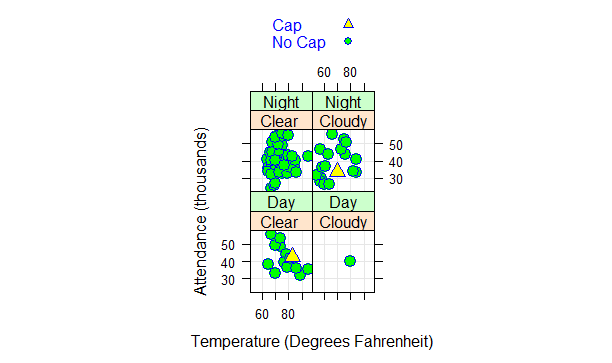 Cap
No Cap
60 80
Night Night
Clear Cloudy
50
40
30
Day Day
Clear Cloudy
50
40
30
60 80
Attendance (thousands)
Temperature (Degrees Fahrenheit)